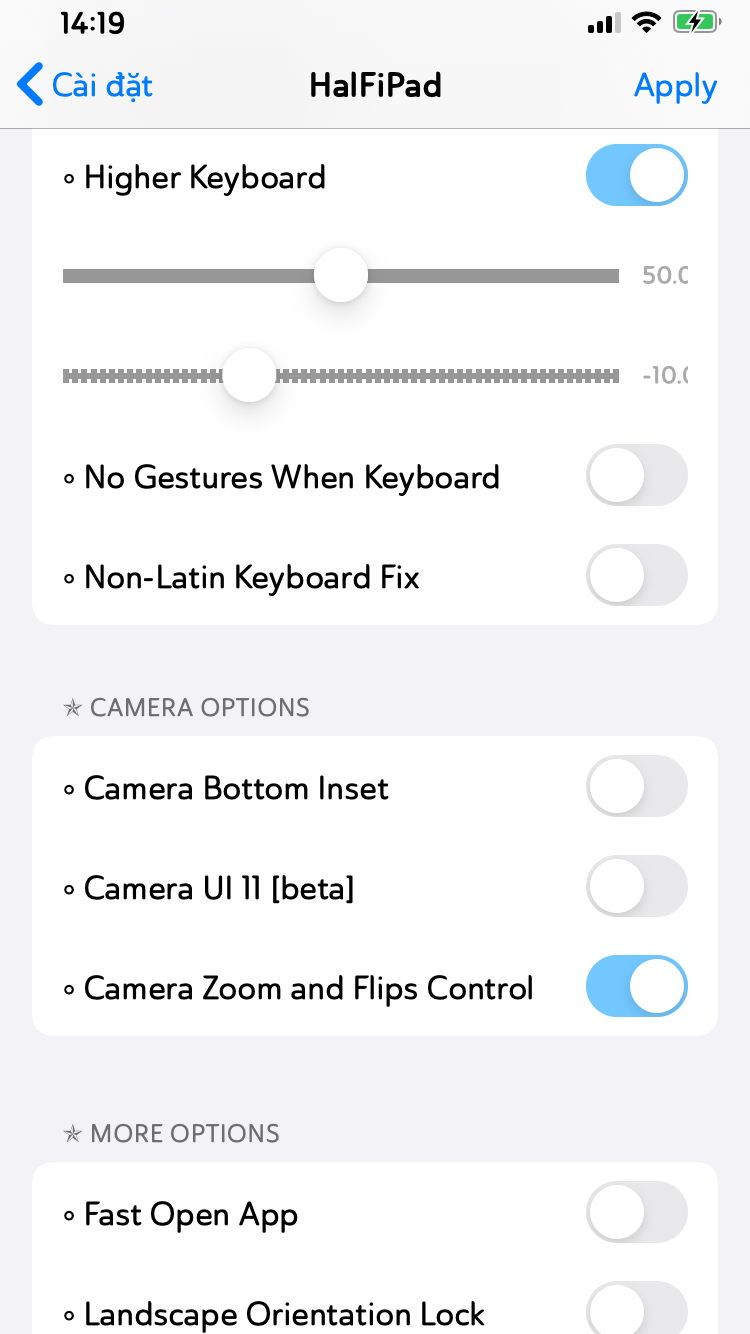 14:19
Cài đặt
HalFiPad
Apply
∘ Higher Keyboard
50.0
-10.0
∘ No Gestures When Keyboard
∘ Non-Latin Keyboard Fix
✯ CAMERA OPTIONS
∘ Camera Bottom Inset
∘ Camera UI 11 [beta]
∘ Camera Zoom and Flips Control
✯ MORE OPTIONS
∘ Fast Open App
∘ Landscape Orientation Lock